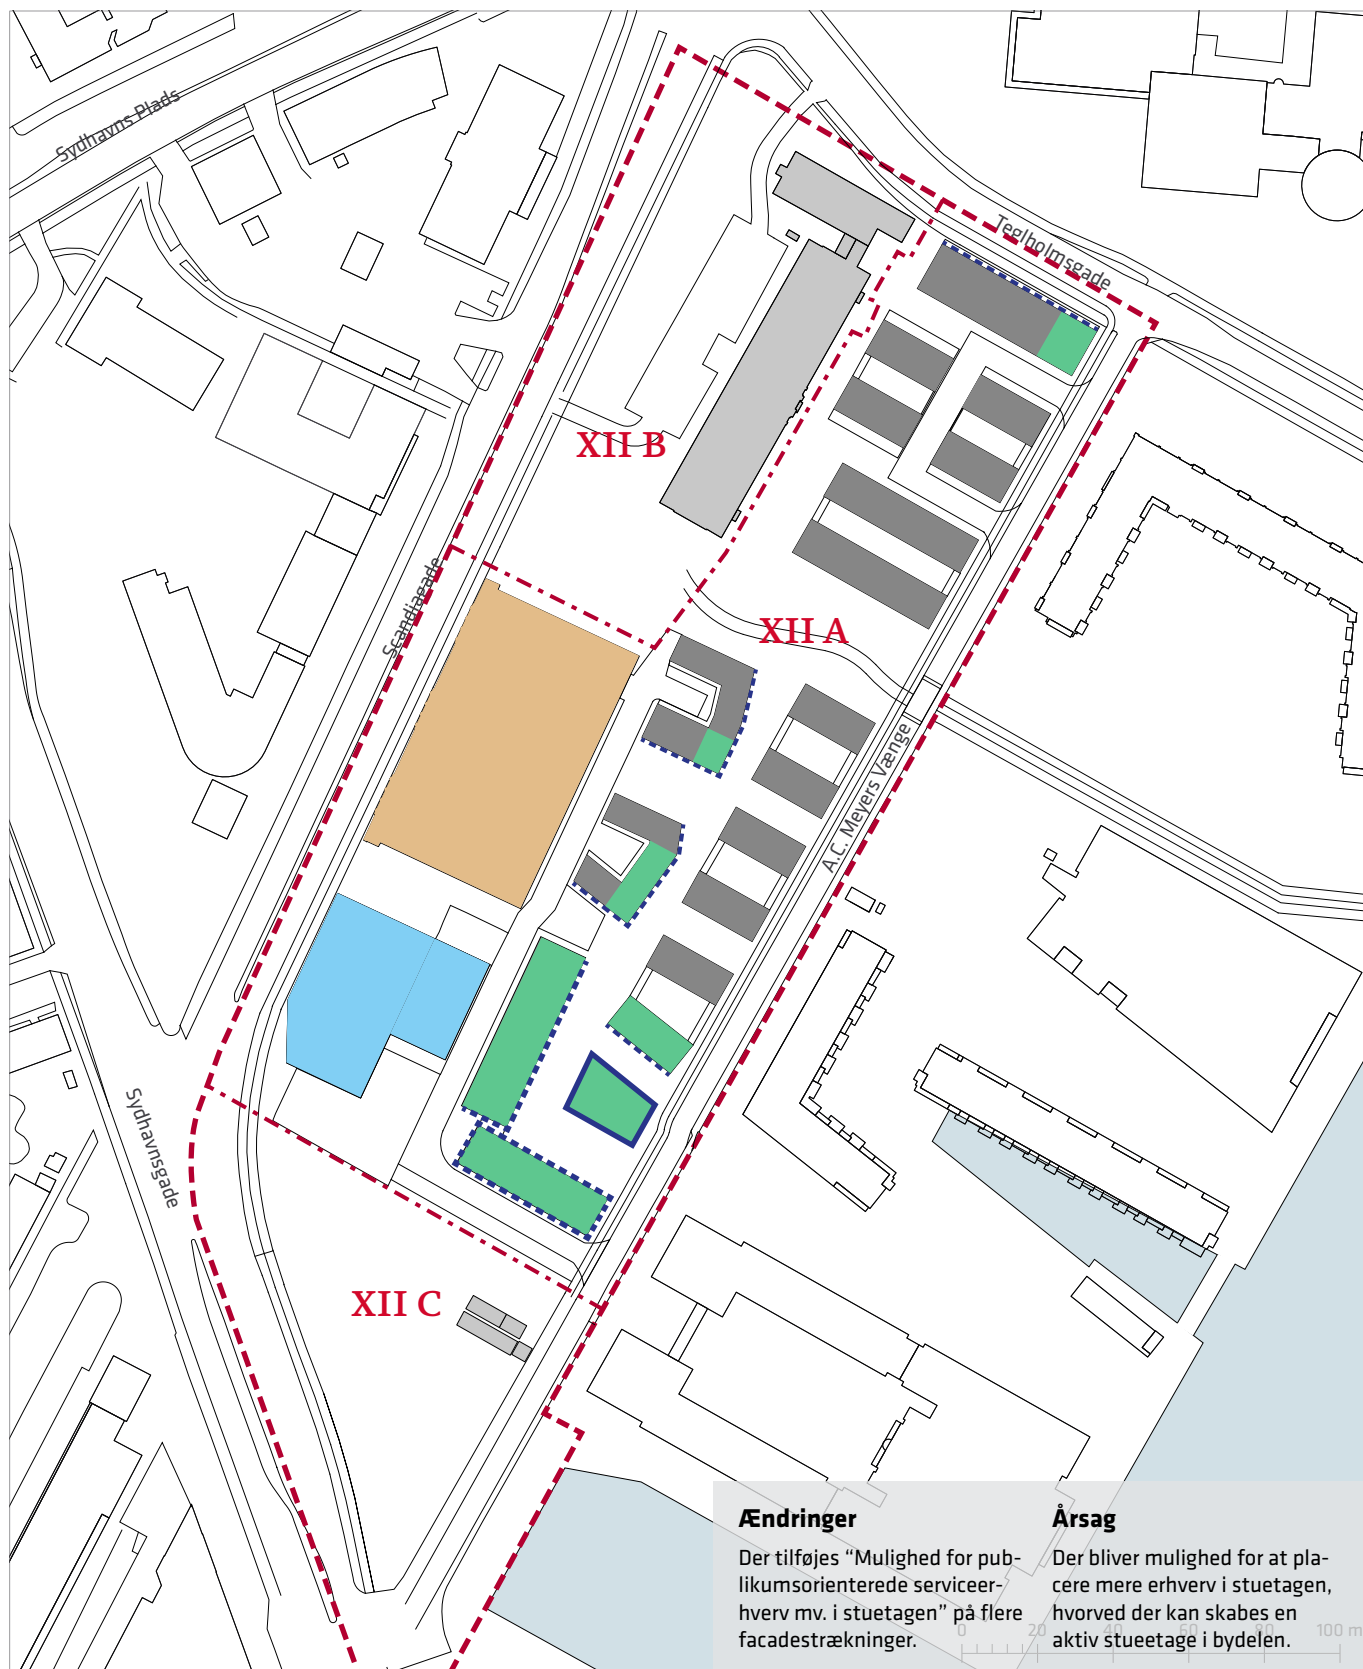 Sydhavns Plads
Teglholmsgade
XII B
Scandiagade
XII A
A.C. Meyers Vænge
Sydhavnsgade
XII C
Ændringer
Der tilføjes “Mulighed for pub-
likumsorienterede serviceer-
hverv mv. i stuetagen” på flere
facadestrækninger.
Årsag
Der bliver mulighed for at pla-
cere mere erhverv i stuetagen,
hvorved der kan skabes en
aktiv stueetage i bydelen.
0 20 40 60 80 100 m